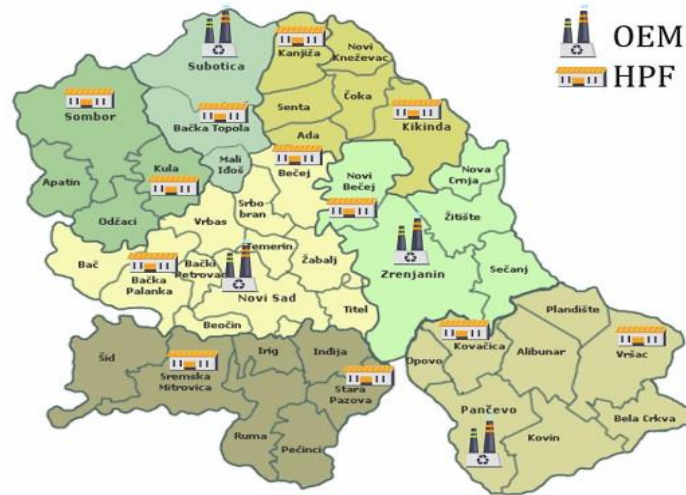 OEM
HPF
Subotica
Kanjiža
Novi
Kneževac
Sombor
Bačka Topola
Senta
Čoka
Ada
Kikinda
Mali
Iđoš
Kula
Apatin
Odžaci
Bečej
Novi
Bečej
Nova
Crnja
Srbo
bran
Vrbas
Žitište
Temerin
Žabalj
Zrenjanin
Sečanj
Bač
Bačka
Palanka
Bački
Petrovac
Novi Sad
Titel
Beočin
Šid
Sremska
Mitrovica
Irig
Inđija
Stara
Pazova
Ruma
Pećinci
Opovo
Kovačica
Alibunar
Plandište
Vršac
Pančevo
Kovin
Bela Crkva